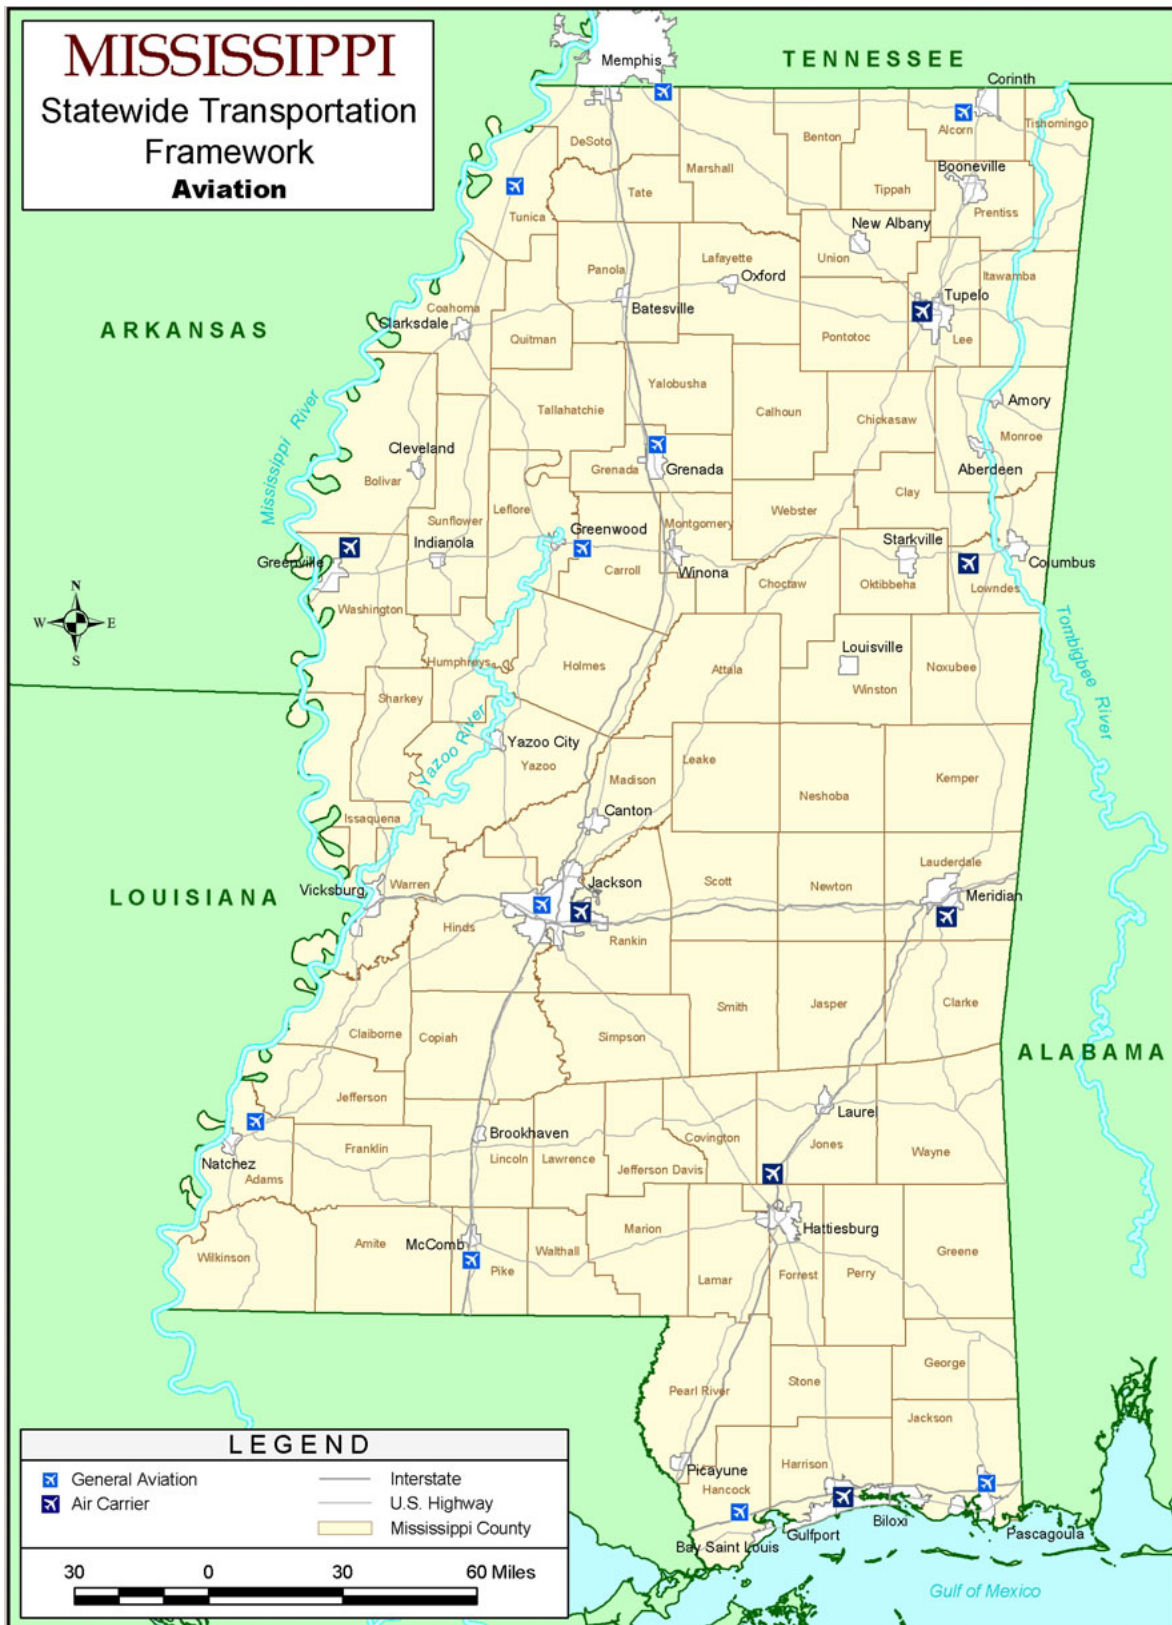 MISSISSIPPI
Statewide Transportation
Framework
Aviation
Memphis
TENNESSEE
Corinth
DeSoto
Marshall
Benton
Alcorn
Tishomingo
Booneville
Tunica
Tate
Tippah
Prentiss
New Albany
Union
Panola
Lafayette
Oxford
Itawamba
ARKANSAS
Coahoma
Clarksdale
Batesville
Tupelo
Quitman
Pontotoc
Lee
Mississippi River
Yalobusha
Tallahatchie
Calhoun
Chickasaw
Amory
Monroe
Cleveland
Bolivar
Grenada
Grenada
Aberdeen
Clay
Leflore
Sunflower
Greenwood
Montgomery
Webster
Indianola
Starkville
Greenville
Carroll
Winona
Choctaw
Oktibbeha
Lowndes
Columbus
N
W E
S
Washington
Tombigbee River
Humphreys
Holmes
Attala
Louisville
Noxubee
Winston
Sharkey
Yazoo River
Yazoo City
Yazoo
Madison
Leake
Neshoba
Kemper
Issaquena
Canton
LOUISIANA
Vicksburg
Warren
Jackson
Scott
Newton
Lauderdale
Meridian
Hinds
Rankin
Smith
Jasper
Clarke
Claiborne
Copiah
Simpson
ALABAMA
Jefferson
Laurel
Brookhaven
Covington
Jones
Natchez
Franklin
Lincoln
Lawrence
Jefferson Davis
Wayne
Adams
Hattiesburg
Marion
McComb
Amite
Walthall
Wilkinson
Pike
Lamar
Forrest
Perry
Greene
George
Pearl River
Stone
Jackson
Picayune
Harrison
Hancock
Bay Saint Louis
Gulfport
Biloxi
Pascagoula
Gulf of Mexico
LEGEND
General Aviation
Interstate
Air Carrier
U.S. Highway
Mississippi County
30 0 30 60 Miles